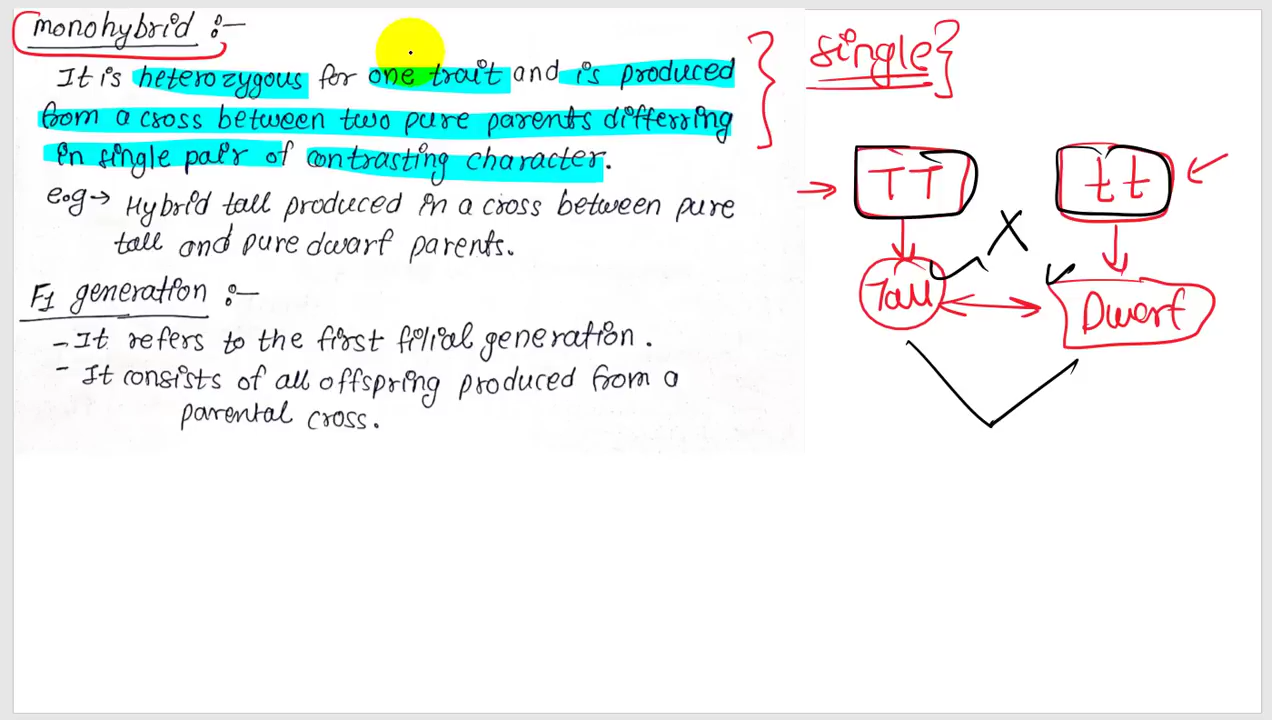 monohybrid :-
It is heterozygous for one trait and is produced
from a cross between two pure parents differring
in single pair of contrasting character.
e.g → Hybrid tall produced in a cross between pure
tall and pure dwarf parents.
F1 generation :-
- It refers to the first filial generation.
- It consists of all offspring produced from a
parental cross.
single}
TT
tt
X
Tall
Dwarf